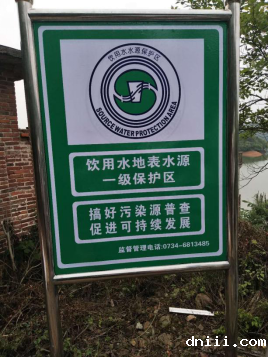 饮用水水源保护区
SOURCE WATER PROTECTION AREA
饮用水地表水源
一级保护区
搞好污染源普查
促进可持续发展
监督管理电话:0734-6813485
dniii.com